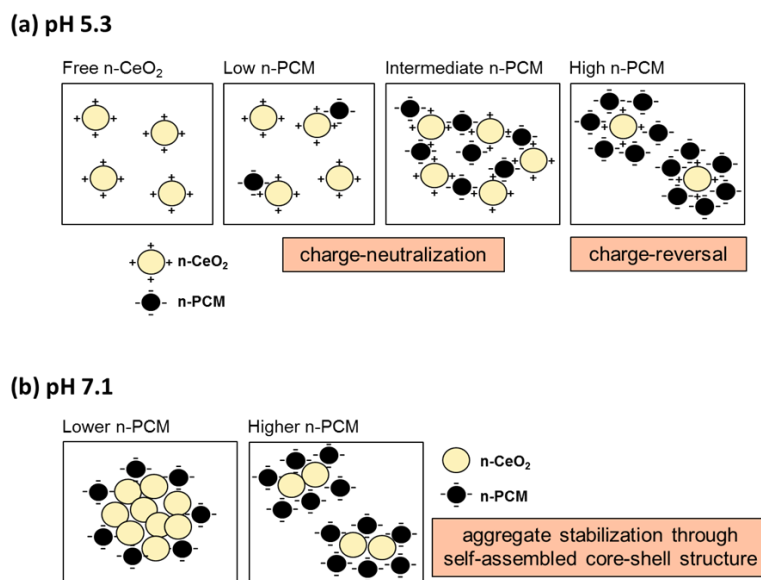 (a) pH 5.3
Free n-CeO₂ Low n-PCM Intermediate n-PCM High n-PCM
n-CeO₂
n-PCM
charge-neutralization
charge-reversal
(b) pH 7.1
Lower n-PCM Higher n-PCM
n-CeO₂
n-PCM
aggregate stabilization through
self-assembled core-shell structure